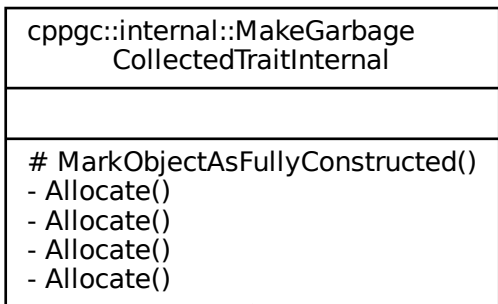 cppgc::internal::MakeGarbage
CollectedTraitInternal
# MarkObjectAsFullyConstructed()
- Allocate()
- Allocate()
- Allocate()
- Allocate()